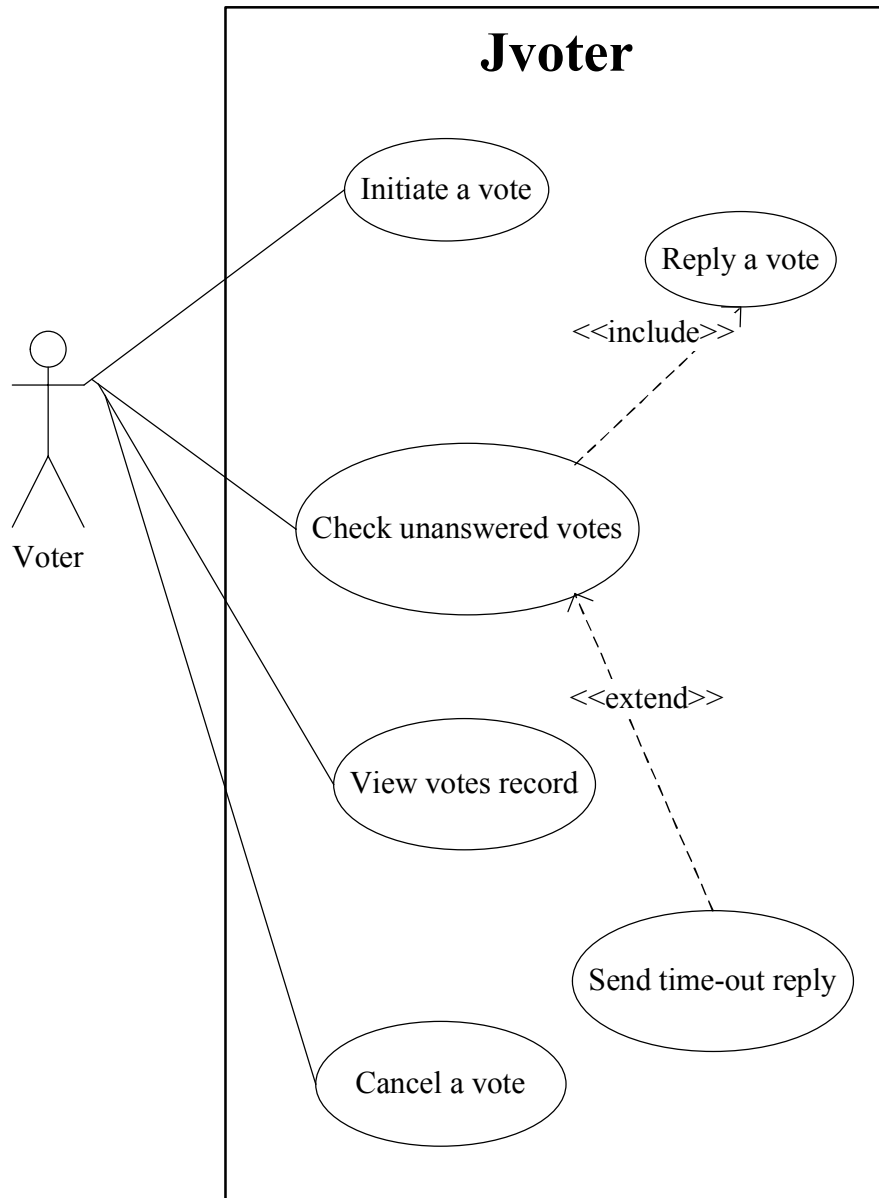 Jvoter
Initiate a vote
Reply a vote
<<include>>
Check unanswered votes
Voter
<<extend>>
View votes record
Send time-out reply
Cancel a vote